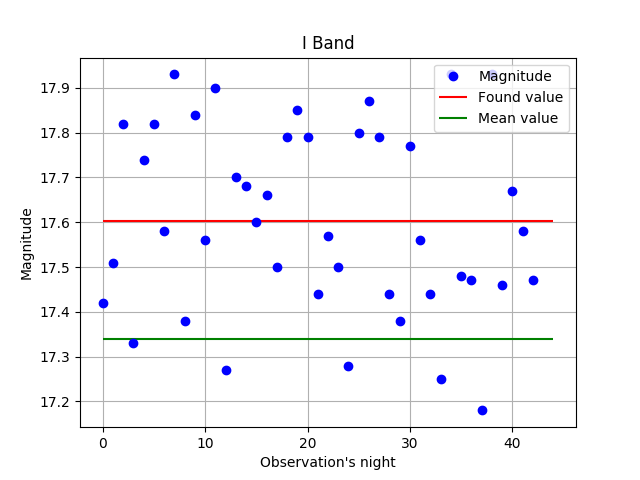 I Band
Magnitude
Found value
Mean value
17.9
17.8
17.7
17.6
17.5
17.4
17.3
17.2
Magnitude
0 10 20 30 40
Observation's night